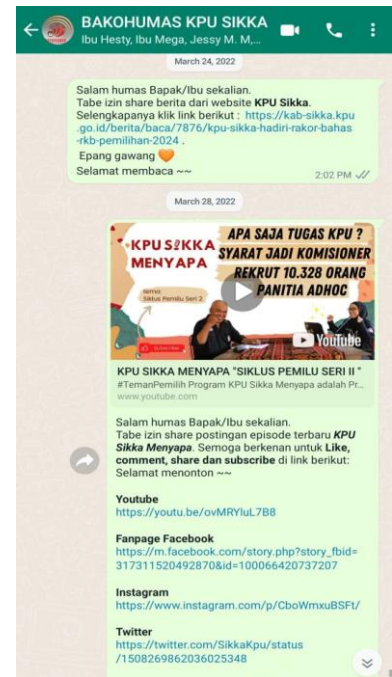 BAKOHUMAS KPU SIKKA
Ibu Hesty, Ibu Mega, Jessy M. M,...
March 24, 2022
Salam humas Bapak/Ibu sekalian.
Tabe izin share berita dari website KPU Sikka.
Selengkapnya klik link berikut : https://kab-sikka.kpu
.go.id/berita/baca/7876/kpu-sikka-hadiri-rakor-bahas
-rkb-pemilihan-2024 .
Epang gawang 🧡
Selamat membaca ~~
2:02 PM
March 28, 2022
KPU SIKKA
MENYAPA
tema:
Siklus Pemilu Seri 2
SUBSCRIBE
APA SAJA TUGAS KPU ?
SYARAT JADI KOMISIONER
REKRUT 10.328 ORANG
PANITIA ADHOC
YouTube
KPU SIKKA MENYAPA "SIKLUS PEMILU SERI II "
#TemanPemilih Program KPU Sikka Menyapa adalah Pr...
www.youtube.com
Salam humas Bapak/Ibu sekalian.
Tabe izin share postingan episode terbaru KPU
Sikka Menyapa. Semoga berkenan untuk Like,
comment, share dan subscribe di link berikut:
Selamat menonton ~~
Youtube
https://youtu.be/ovMRYluL7B8
Fanpage Facebook
https://m.facebook.com/story.php?story_fbid=
317311520492870&id=100066420737207
Instagram
https://www.instagram.com/p/CboWmxuBSFt/
Twitter
https://twitter.com/SikkaKpu/status
/1508269862036025348